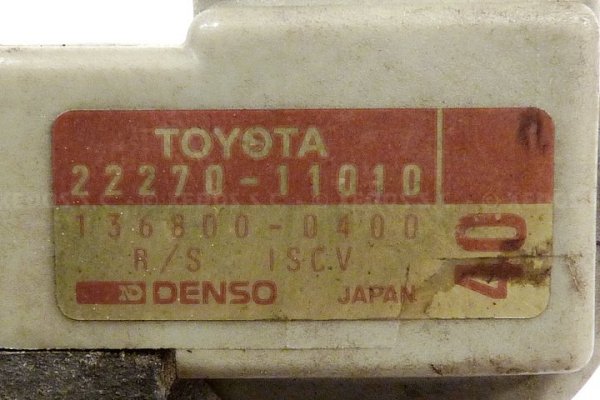 TOYOTA
22270-11010
136800-0400
R/S ISCV
DENSO JAPAN
40